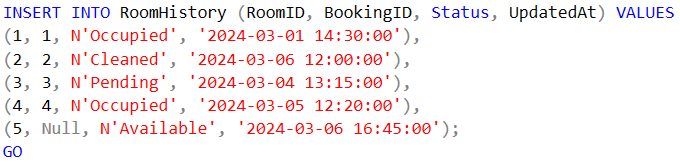 INSERT INTO RoomHistory (RoomID, BookingID, Status, UpdatedAt) VALUES
(1, 1, N'Occupied', '2024-03-01 14:30:00'),
(2, 2, N'Cleaned', '2024-03-06 12:00:00'),
(3, 3, N'Pending', '2024-03-04 13:15:00'),
(4, 4, N'Occupied', '2024-03-05 12:20:00'),
(5, Null, N'Available', '2024-03-06 16:45:00');
GO